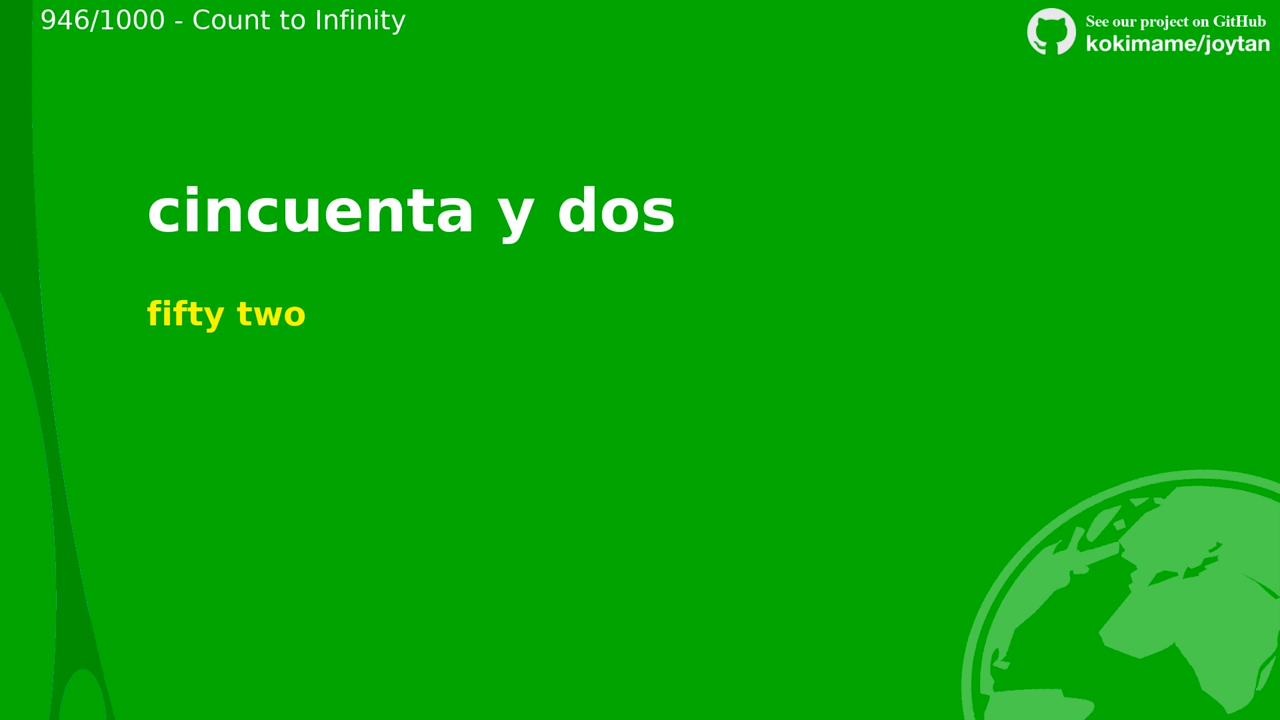 946/1000 - Count to Infinity
See our project on GitHub
kokimame/joytan
cincuenta y dos
fifty two